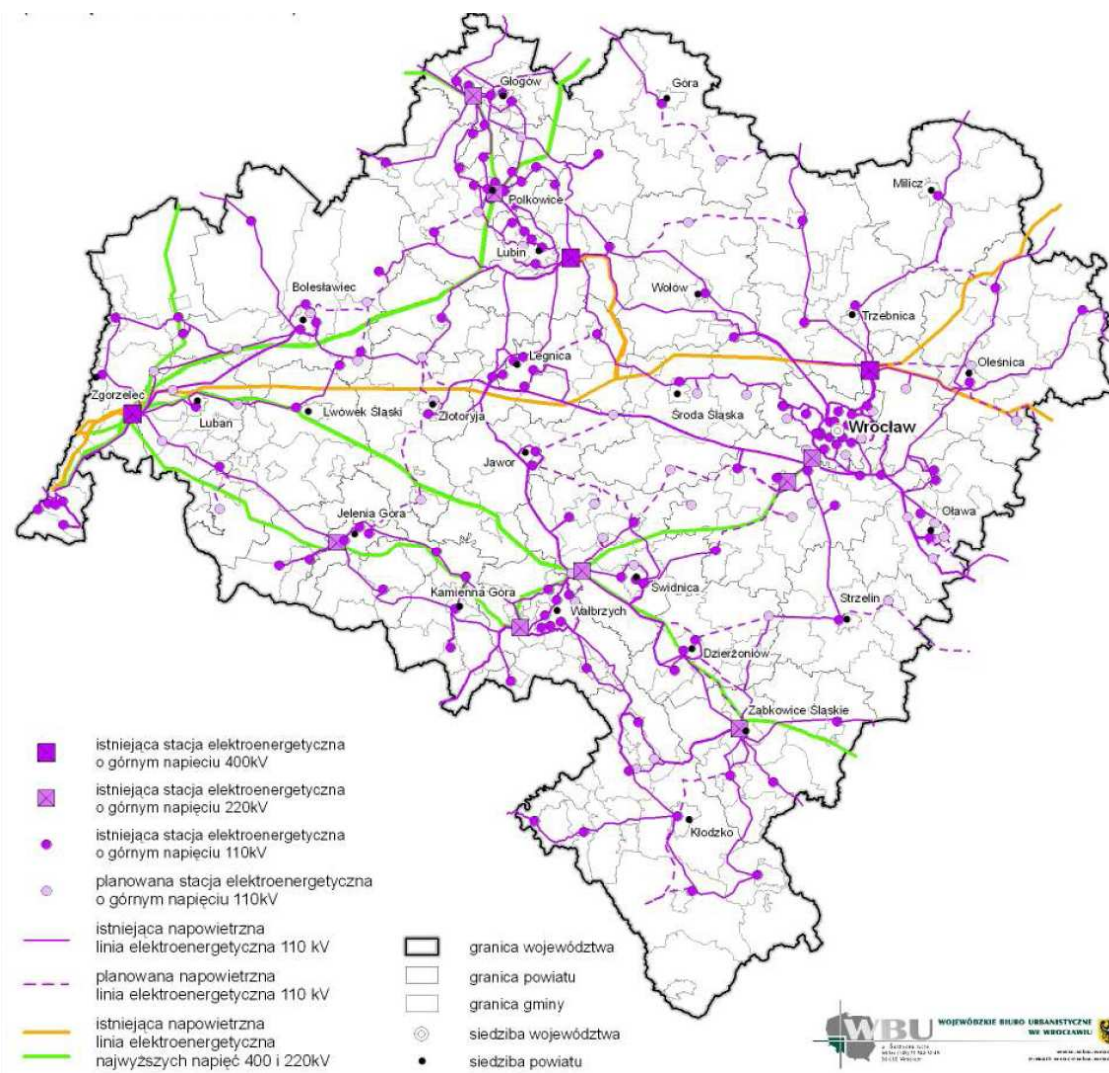 Głogów
Góra
Polkowice
Milicz
Lubin
Bolesławiec
Wołów
Trzebnica
Legnica
Oleśnica
Zgorzelec
Lubań
Lwówek Śląski
Złotoryja
Środa Śląska
Wrocław
Jawor
Jelenia Góra
Oława
Kamienna Góra
Świdnica
Strzelin
Wałbrzych
Dzierżoniów
Ząbkowice Śląskie
Kłodzko
istniejąca stacja elektroenergetyczna
o górnym napięciu 400kV
istniejąca stacja elektroenergetyczna
o górnym napięciu 220kV
istniejąca stacja elektroenergetyczna
o górnym napięciu 110kV
planowana stacja elektroenergetyczna
o górnym napięciu 110kV
istniejąca napowietrzna
linia elektroenergetyczna 110 kV
planowana napowietrzna
linia elektroenergetyczna 110 kV
istniejąca napowietrzna
linia elektroenergetyczna
najwyższych napięć 400 i 220kV
granica województwa
granica powiatu
granica gminy
siedziba województwa
siedziba powiatu
WBU
WOJEWÓDZKIE BIURO URBANISTYCZNE
WE WROCŁAWIU